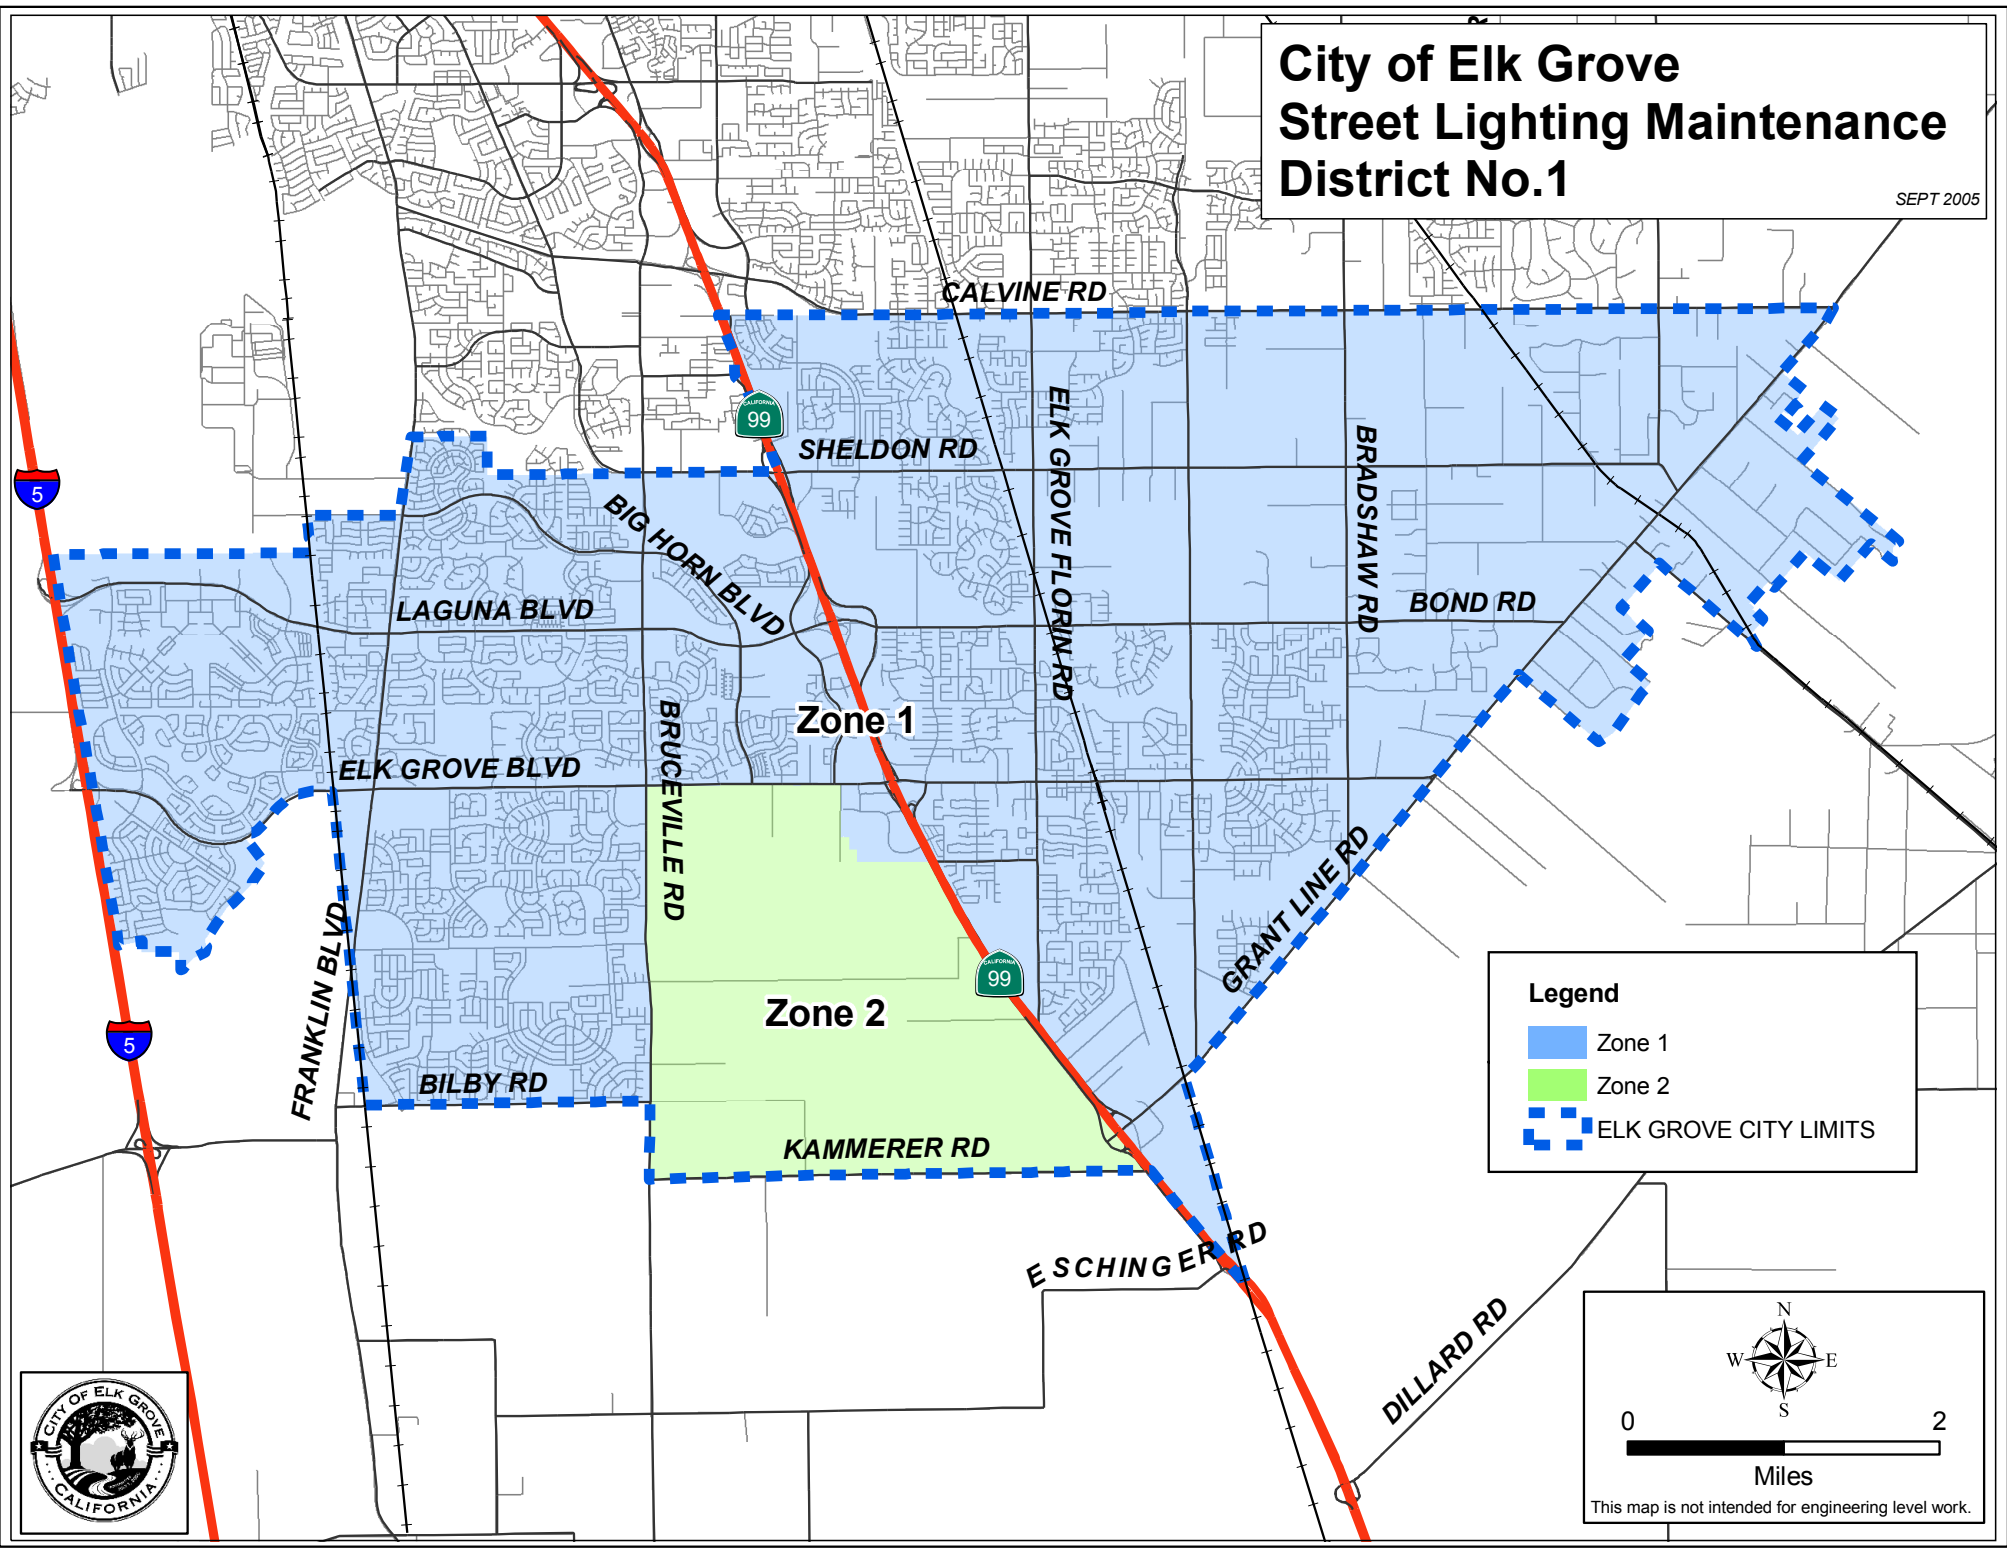 City of Elk Grove
Street Lighting Maintenance
District No.1
SEPT 2005
R
CALVINE RD
CALIFORNIA
99
SHELDON RD
ELK GROVE FLORIN RD
BRADSHAW RD
5
BIG HORN BLVD
LAGUNA BLVD
BOND RD
Zone 1
BRUCEVILLE RD
ELK GROVE BLVD
GRANT LINE RD
FRANKLIN BLVD
CALIFORNIA
99
Zone 2
5
BILBY RD
KAMMERER RD
E SCHINGER RD
DILLARD RD
Legend
Zone 1
Zone 2
ELK GROVE CITY LIMITS
N
W E
S
0 2
Miles
This map is not intended for engineering level work.
CITY OF ELK GROVE
CALIFORNIA